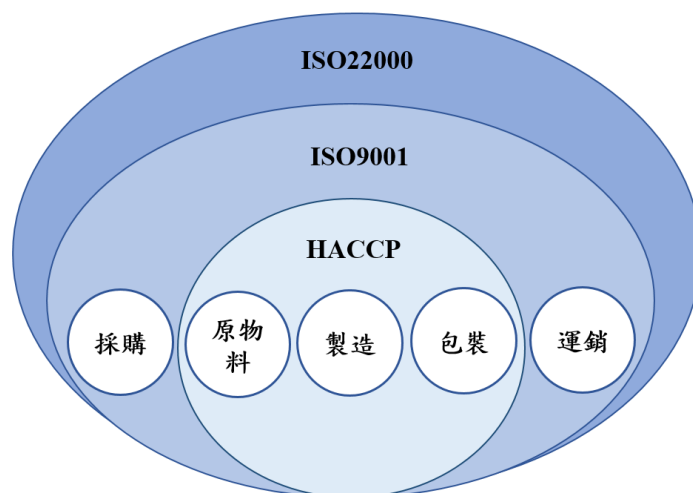 ISO22000
ISO9001
HACCP
採購
原物
料
製造
包裝
運銷